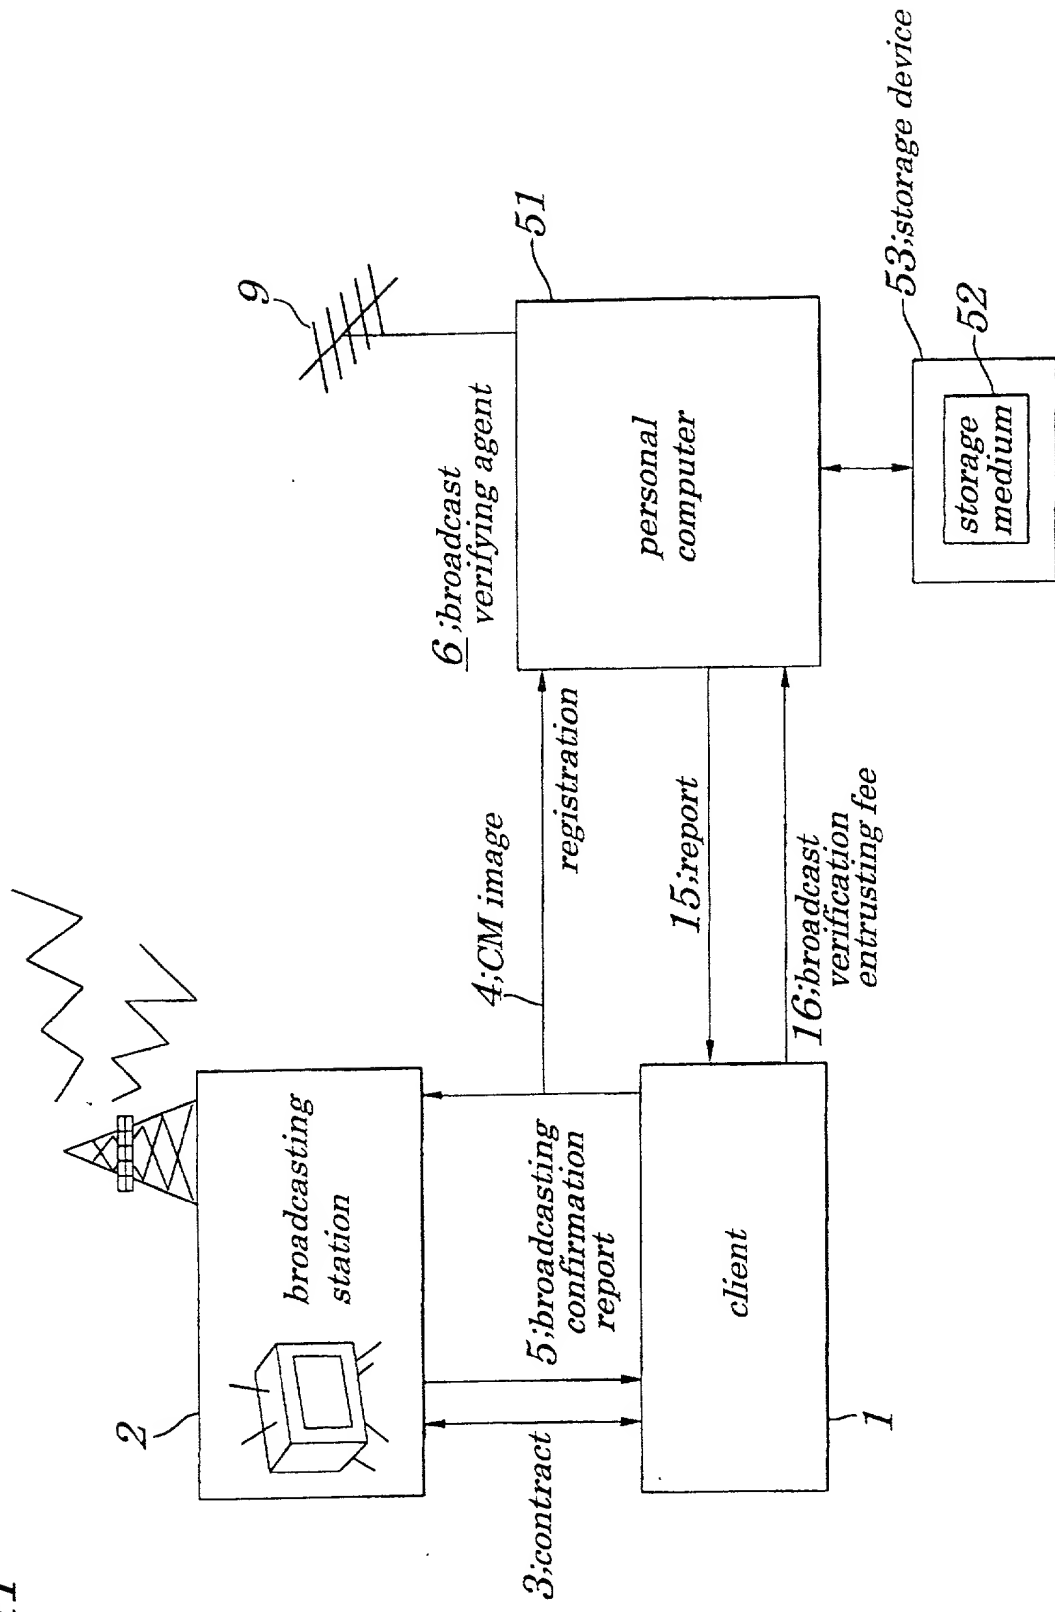 9
6;broadcast
verifying agent
51
personal
computer
53;storage device
storage
medium
52
4;CM image
registration
15;report
16;broadcast
verification
entrusting fee
2
broadcasting
station
5;broadcasting
confirmation
report
3;contract
client
1